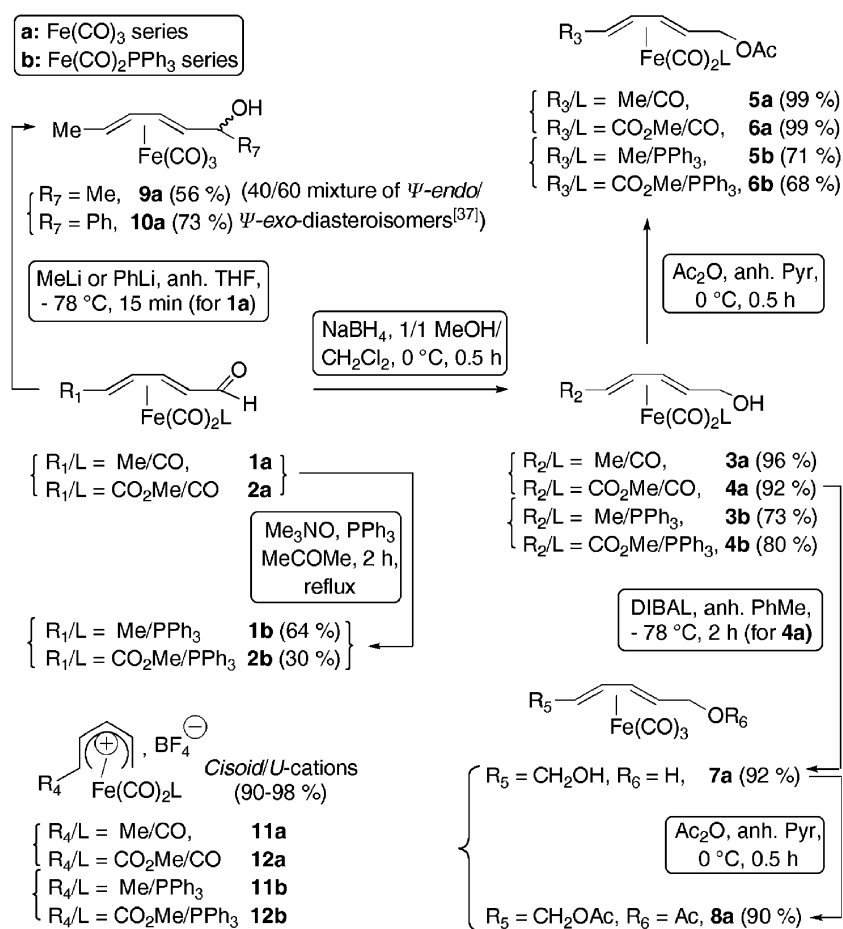 a: Fe(CO)3 series
b: Fe(CO)2PPh3 series
Me
OH
R7
Fe(CO)3
R7 = Me, 9a (56 %) (40/60 mixture of Ψ-endo/
R7 = Ph, 10a (73 %) Ψ-exo-diasteroisomers[37])
MeLi or PhLi, anh. THF,
- 78 °C, 15 min (for 1a)
R1
O
H
Fe(CO)2L
R1/L = Me/CO, 1a
R1/L = CO2Me/CO 2a
Me3NO, PPh3
MeCOMe, 2 h,
reflux
R1/L = Me/PPh3 1b (64 %)
R1/L = CO2Me/PPh3 2b (30 %)
NaBH4, 1/1 MeOH/
CH2Cl2, 0 °C, 0.5 h
R3
OAc
Fe(CO)2L
R3/L = Me/CO, 5a (99 %)
R3/L = CO2Me/CO, 6a (99 %)
R3/L = Me/PPh3, 5b (71 %)
R3/L = CO2Me/PPh3, 6b (68 %)
Ac2O, anh. Pyr,
0 °C, 0.5 h
R2
OH
Fe(CO)2L
R2/L = Me/CO, 3a (96 %)
R2/L = CO2Me/CO, 4a (92 %)
R2/L = Me/PPh3, 3b (73 %)
R2/L = CO2Me/PPh3, 4b (80 %)
DIBAL, anh. PhMe,
- 78 °C, 2 h (for 4a)
R5
OR6
Fe(CO)3
R5 = CH2OH, R6 = H, 7a (92 %)
Ac2O, anh. Pyr,
0 °C, 0.5 h
R5 = CH2OAc, R6 = Ac, 8a (90 %)
+
, BF4 −
R4
Fe(CO)2L
Cisoid/U-cations
(90-98 %)
R4/L = Me/CO, 11a
R4/L = CO2Me/CO 12a
R4/L = Me/PPh3 11b
R4/L = CO2Me/PPh3 12b